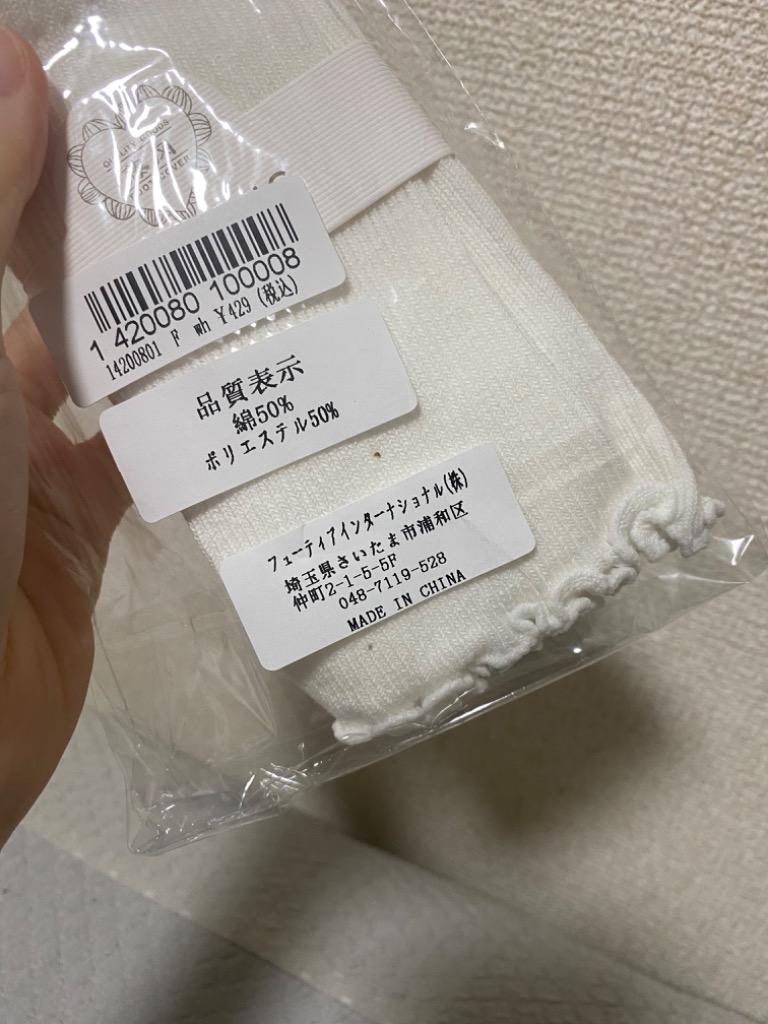 QUALITY GOODS
1 420080 100008
14200801 F wh ¥429 (税込)
品質表示
綿50%
ポリエステル50%
フューティアインターナショナル(株)
埼玉県さいたま市浦和区
仲町2-1-5-5F
048-7119-528
MADE IN CHINA